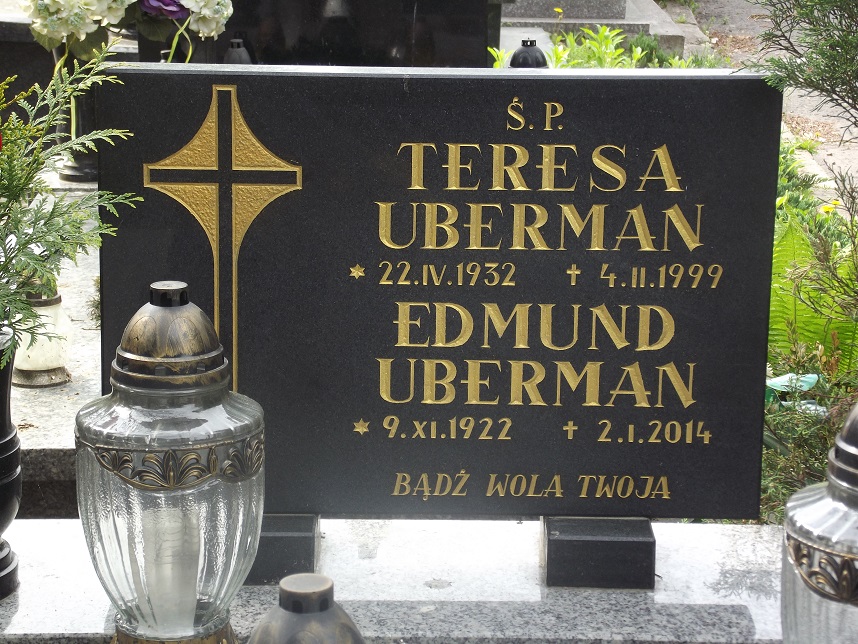 Ś.P.
TERESA
UBERMAN
* 22.IV.1932 † 4.II.1999
EDMUND
UBERMAN
* 9.XI.1922 † 2.I.2014
BĄDŹ WOLA TWOJA